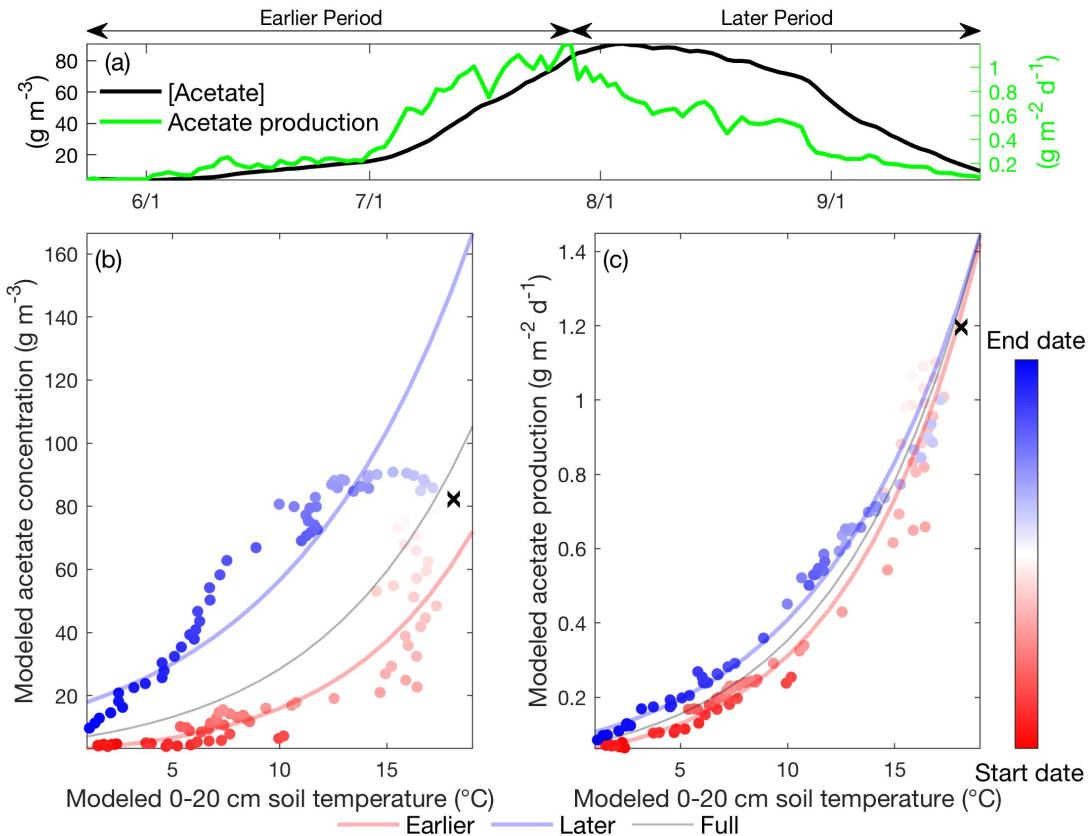 Earlier Period Later Period
(a)
[Acetate]
Acetate production
(g m-3)
80
60
40
20
1
0.8
0.6
0.4
0.2
(g m-2 d-1)
6/1 7/1 8/1 9/1
(b)
Modeled acetate concentration (g m-3)
160
140
120
100
80
60
40
20
5 10 15
Modeled 0-20 cm soil temperature (°C)
(c)
Modeled acetate production (g m-2 d-1)
1.4
1.2
1
0.8
0.6
0.4
0.2
5 10 15
Modeled 0-20 cm soil temperature (°C)
End date
Start date
Earlier Later Full